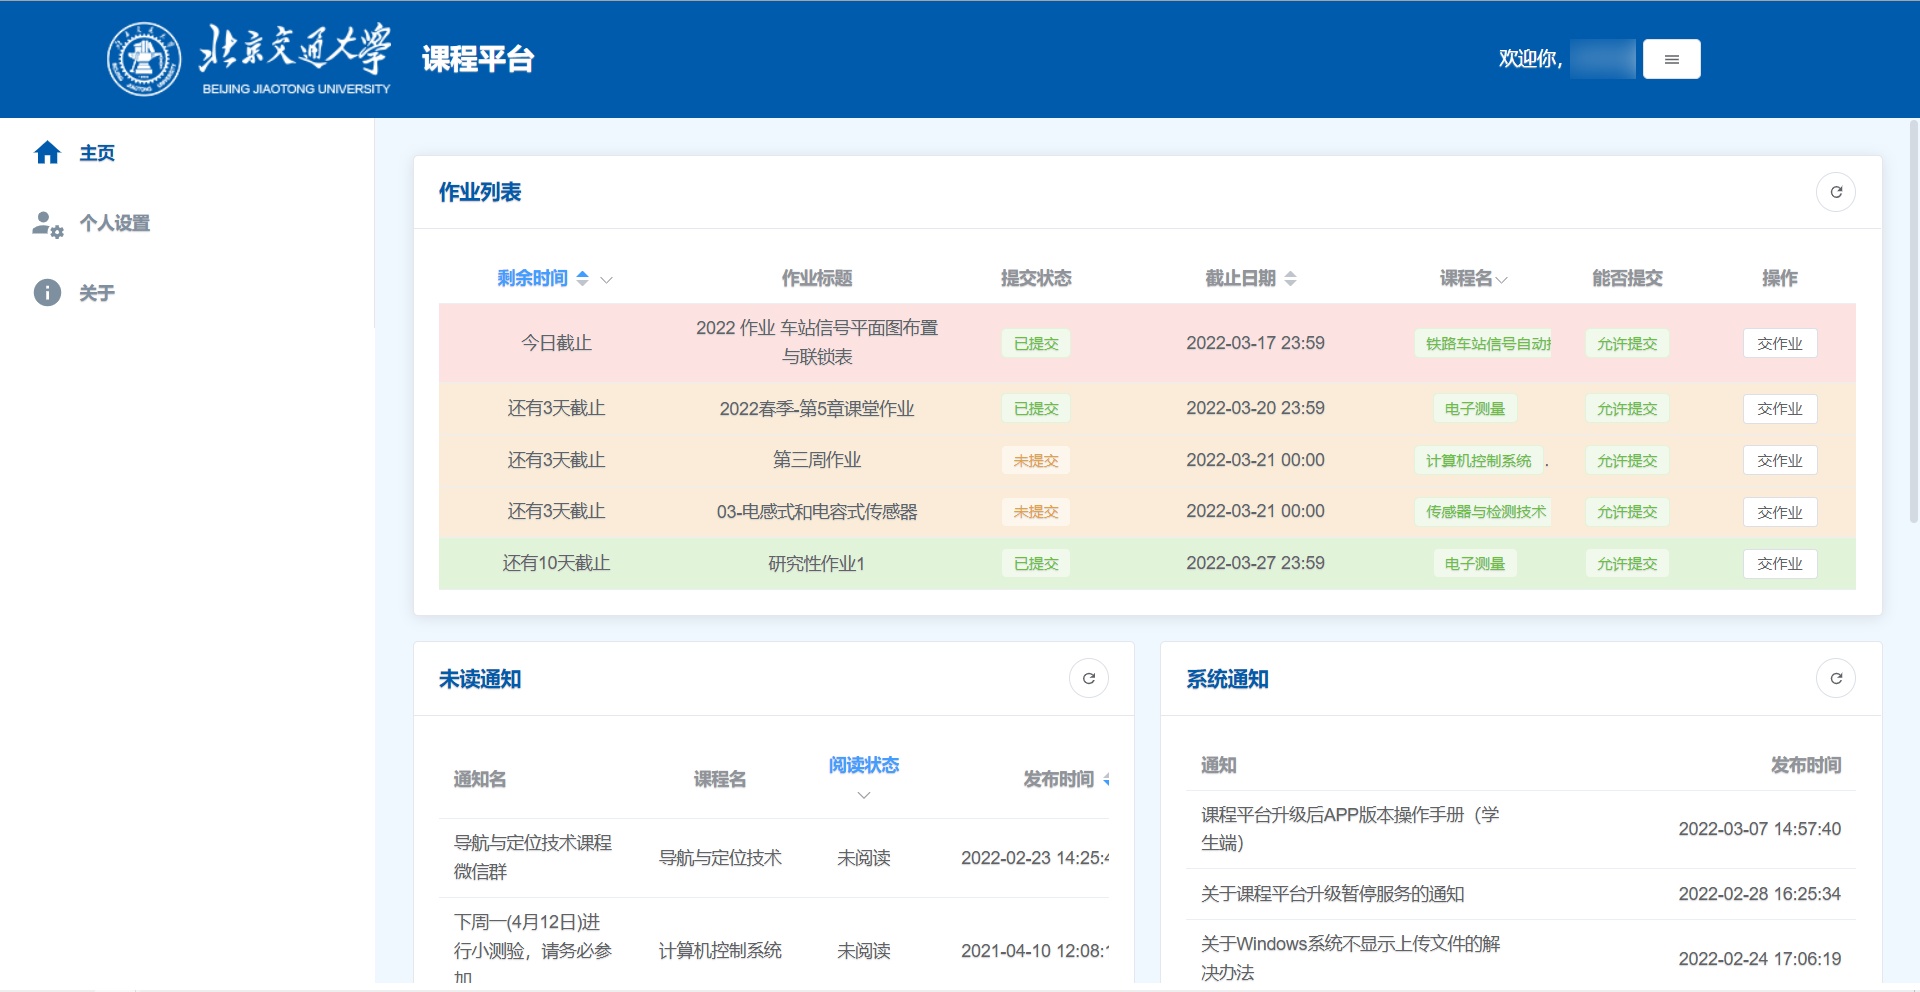 北京交通大学
BEIJING JIAOTONG UNIVERSITY
课程平台
欢迎你,
主页
个人设置
关于
作业列表
剩余时间 作业标题 提交状态 截止日期 课程名 能否提交 操作
今日截止 2022 作业 车站信号平面图布置
与联锁表 已提交 2022-03-17 23:59 铁路车站信号自动 允许提交 交作业
还有3天截止 2022春季-第5章课堂作业 已提交 2022-03-20 23:59 电子测量 允许提交 交作业
还有3天截止 第三周作业 未提交 2022-03-21 00:00 计算机控制系统 . 允许提交 交作业
还有3天截止 03-电感式和电容式传感器 未提交 2022-03-21 00:00 传感器与检测技术 允许提交 交作业
还有10天截止 研究性作业1 已提交 2022-03-27 23:59 电子测量 允许提交 交作业
未读通知
通知名 课程名 阅读状态 发布时间
导航与定位技术课程
微信群 导航与定位技术 未阅读 2022-02-23 14:25:4
下周一(4月12日)进
行小测验，请务必参
加 计算机控制系统 未阅读 2021-04-10 12:08:1
系统通知
通知 发布时间
课程平台升级后APP版本操作手册（学
生端） 2022-03-07 14:57:40
关于课程平台升级暂停服务的通知 2022-02-28 16:25:34
关于Windows系统不显示上传文件的解
决办法 2022-02-24 17:06:19